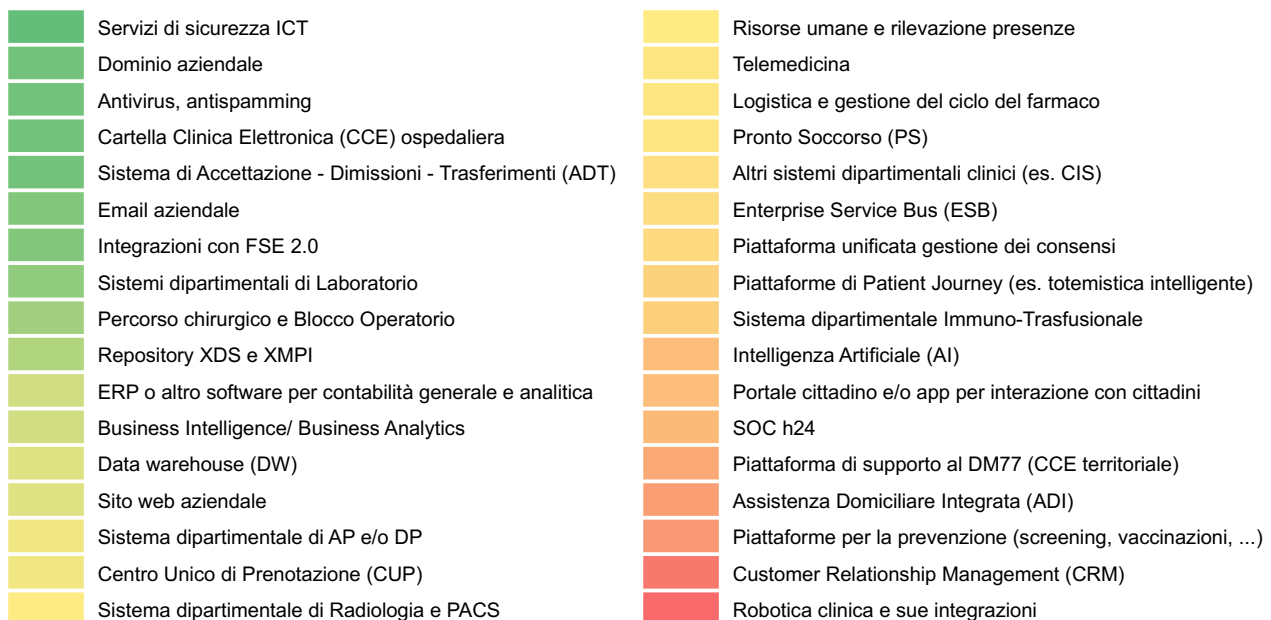 Servizi di sicurezza ICT
Dominio aziendale
Antivirus, antispamming
Cartella Clinica Elettronica (CCE) ospedaliera
Sistema di Accettazione - Dimissioni - Trasferimenti (ADT)
Email aziendale
Integrazioni con FSE 2.0
Sistemi dipartimentali di Laboratorio
Percorso chirurgico e Blocco Operatorio
Repository XDS e XMPI
ERP o altro software per contabilità generale e analitica
Business Intelligence/ Business Analytics
Data warehouse (DW)
Sito web aziendale
Sistema dipartimentale di AP e/o DP
Centro Unico di Prenotazione (CUP)
Sistema dipartimentale di Radiologia e PACS
Risorse umane e rilevazione presenze
Telemedicina
Logistica e gestione del ciclo del farmaco
Pronto Soccorso (PS)
Altri sistemi dipartimentali clinici (es. CIS)
Enterprise Service Bus (ESB)
Piattaforma unificata gestione dei consensi
Piattaforme di Patient Journey (es. totemistica intelligente)
Sistema dipartimentale Immuno-Trasfusionale
Intelligenza Artificiale (AI)
Portale cittadino e/o app per interazione con cittadini
SOC h24
Piattaforma di supporto al DM77 (CCE territoriale)
Assistenza Domiciliare Integrata (ADI)
Piattaforme per la prevenzione (screening, vaccinazioni, ...)
Customer Relationship Management (CRM)
Robotica clinica e sue integrazioni